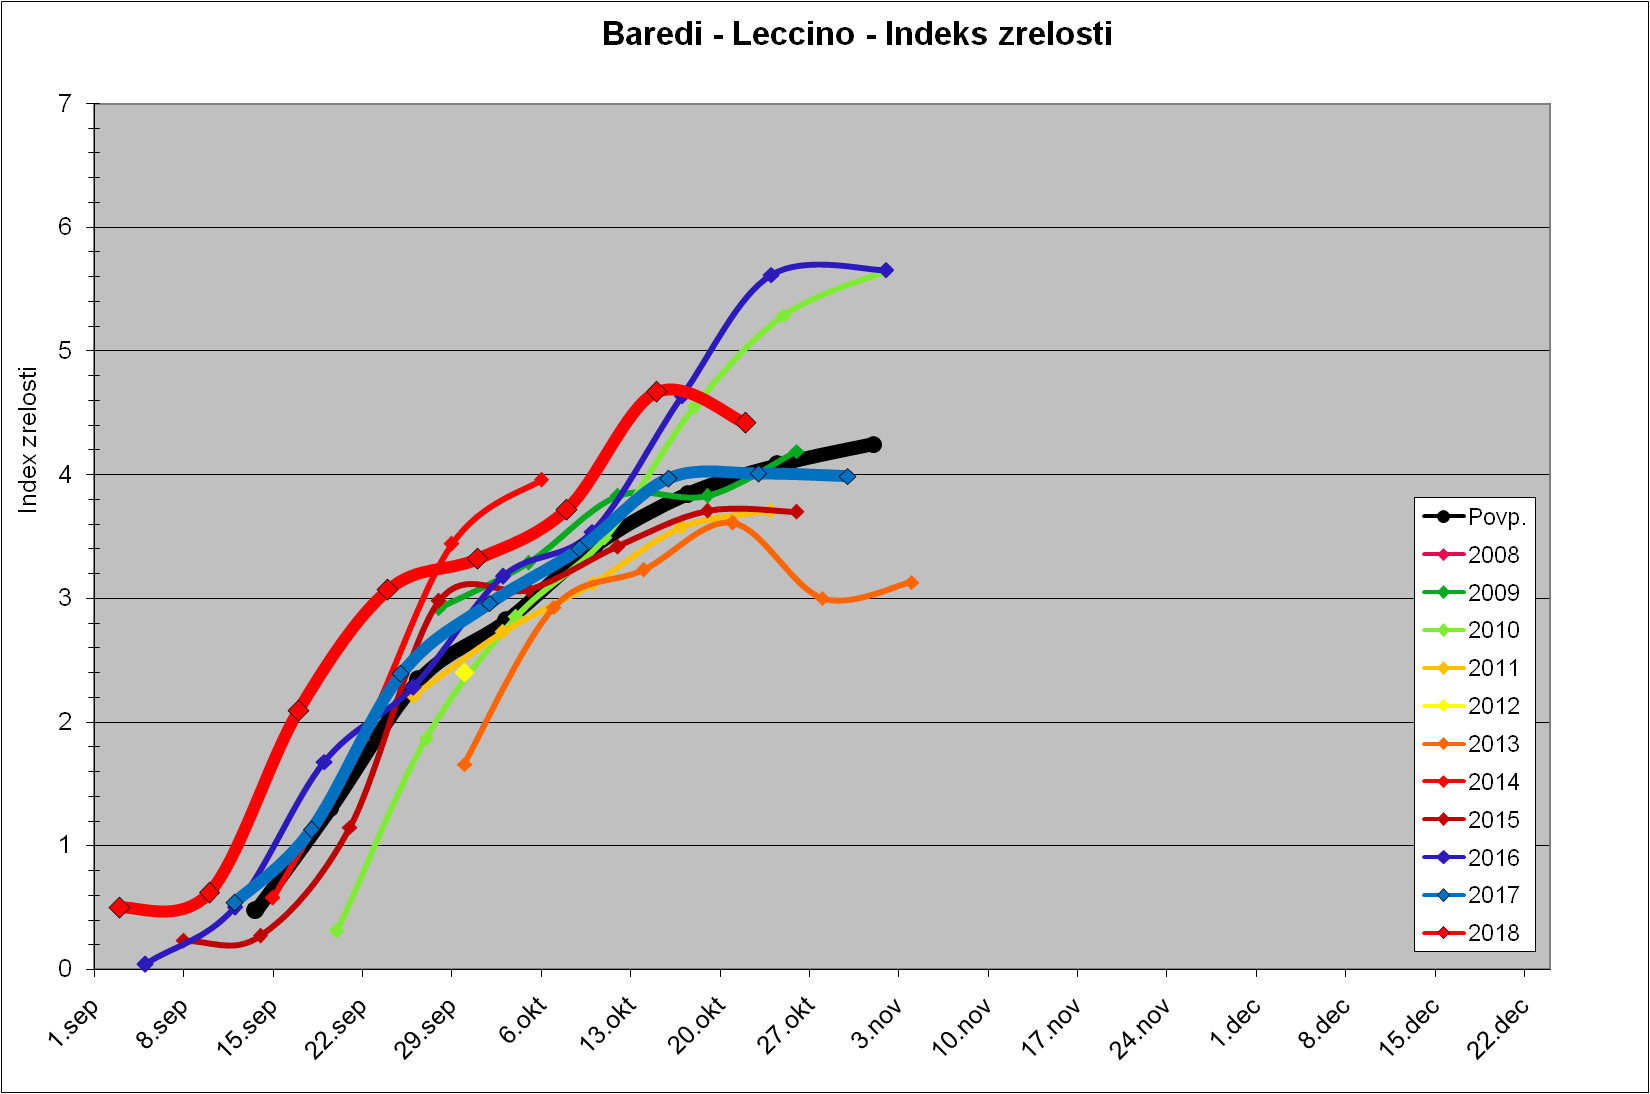 Baredi - Leccino - Indeks zrelosti
Index zrelosti
7
6
5
4
3
2
1
0
1.sep
8.sep
15.sep
22.sep
29.sep
6.okt
13.okt
20.okt
27.okt
3.nov
10.nov
17.nov
24.nov
1.dec
8.dec
15.dec
22.dec
Povp.
2008
2009
2010
2011
2012
2013
2014
2015
2016
2017
2018